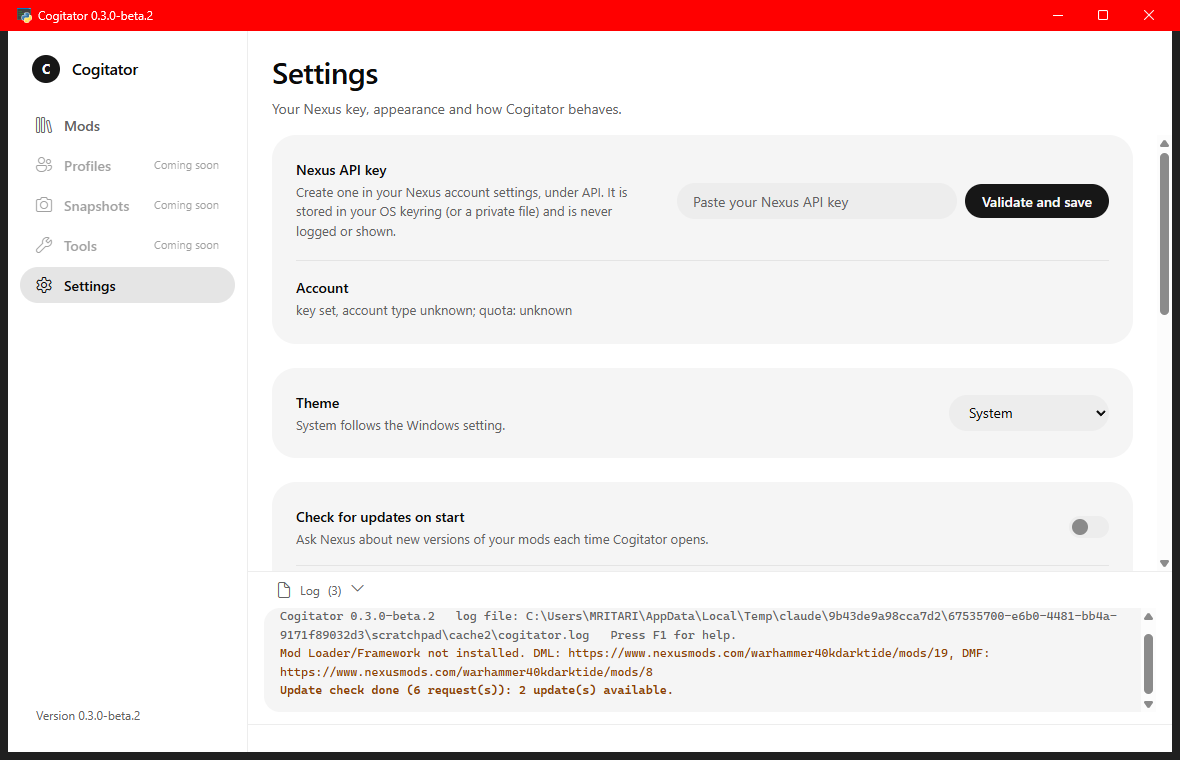 Cogitator 0.3.0-beta.2
C Cogitator
Mods
Profiles Coming soon
Snapshots Coming soon
Tools Coming soon
Settings
Version 0.3.0-beta.2
Settings
Your Nexus key, appearance and how Cogitator behaves.
Nexus API key
Create one in your Nexus account settings, under API. It is
stored in your OS keyring (or a private file) and is never
logged or shown.
Paste your Nexus API key
Validate and save
Account
key set, account type unknown; quota: unknown
Theme
System follows the Windows setting.
System
Check for updates on start
Ask Nexus about new versions of your mods each time Cogitator opens.
Log (3)
Cogitator 0.3.0-beta.2 log file: C:\Users\MRITARI\AppData\Local\Temp\claude\9b43de9a98cca7d2\67535700-e6b0-4481-bb4a-
9171f89032d3\scratchpad\cache2\cogitator.log Press F1 for help.
Mod Loader/Framework not installed. DML: https://www.nexusmods.com/warhammer40kdarktide/mods/19, DMF:
https://www.nexusmods.com/warhammer40kdarktide/mods/8
Update check done (6 request(s)): 2 update(s) available.